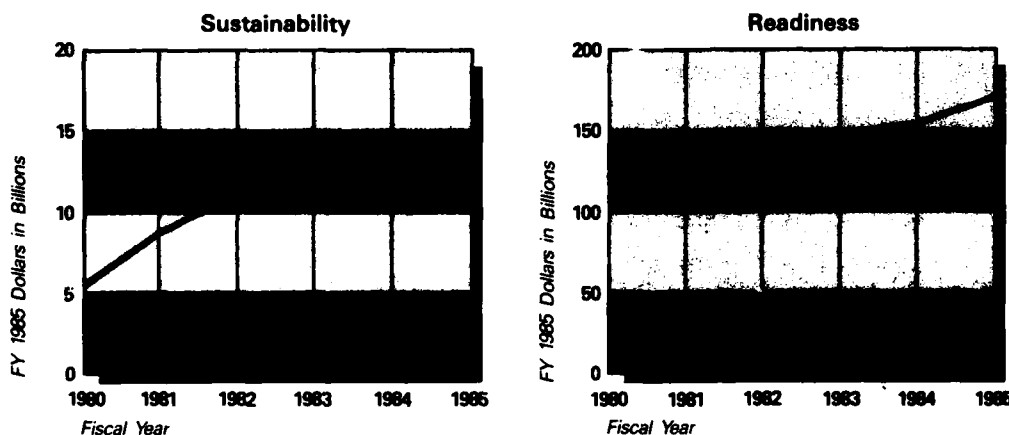 Sustainability
20
15
10
5
0
FY 1985 Dollars in Billions
1980 1981 1982 1983 1984 1985
Fiscal Year
Readiness
200
150
100
50
0
FY 1985 Dollars in Billions
1980 1981 1982 1983 1984 1985
Fiscal Year